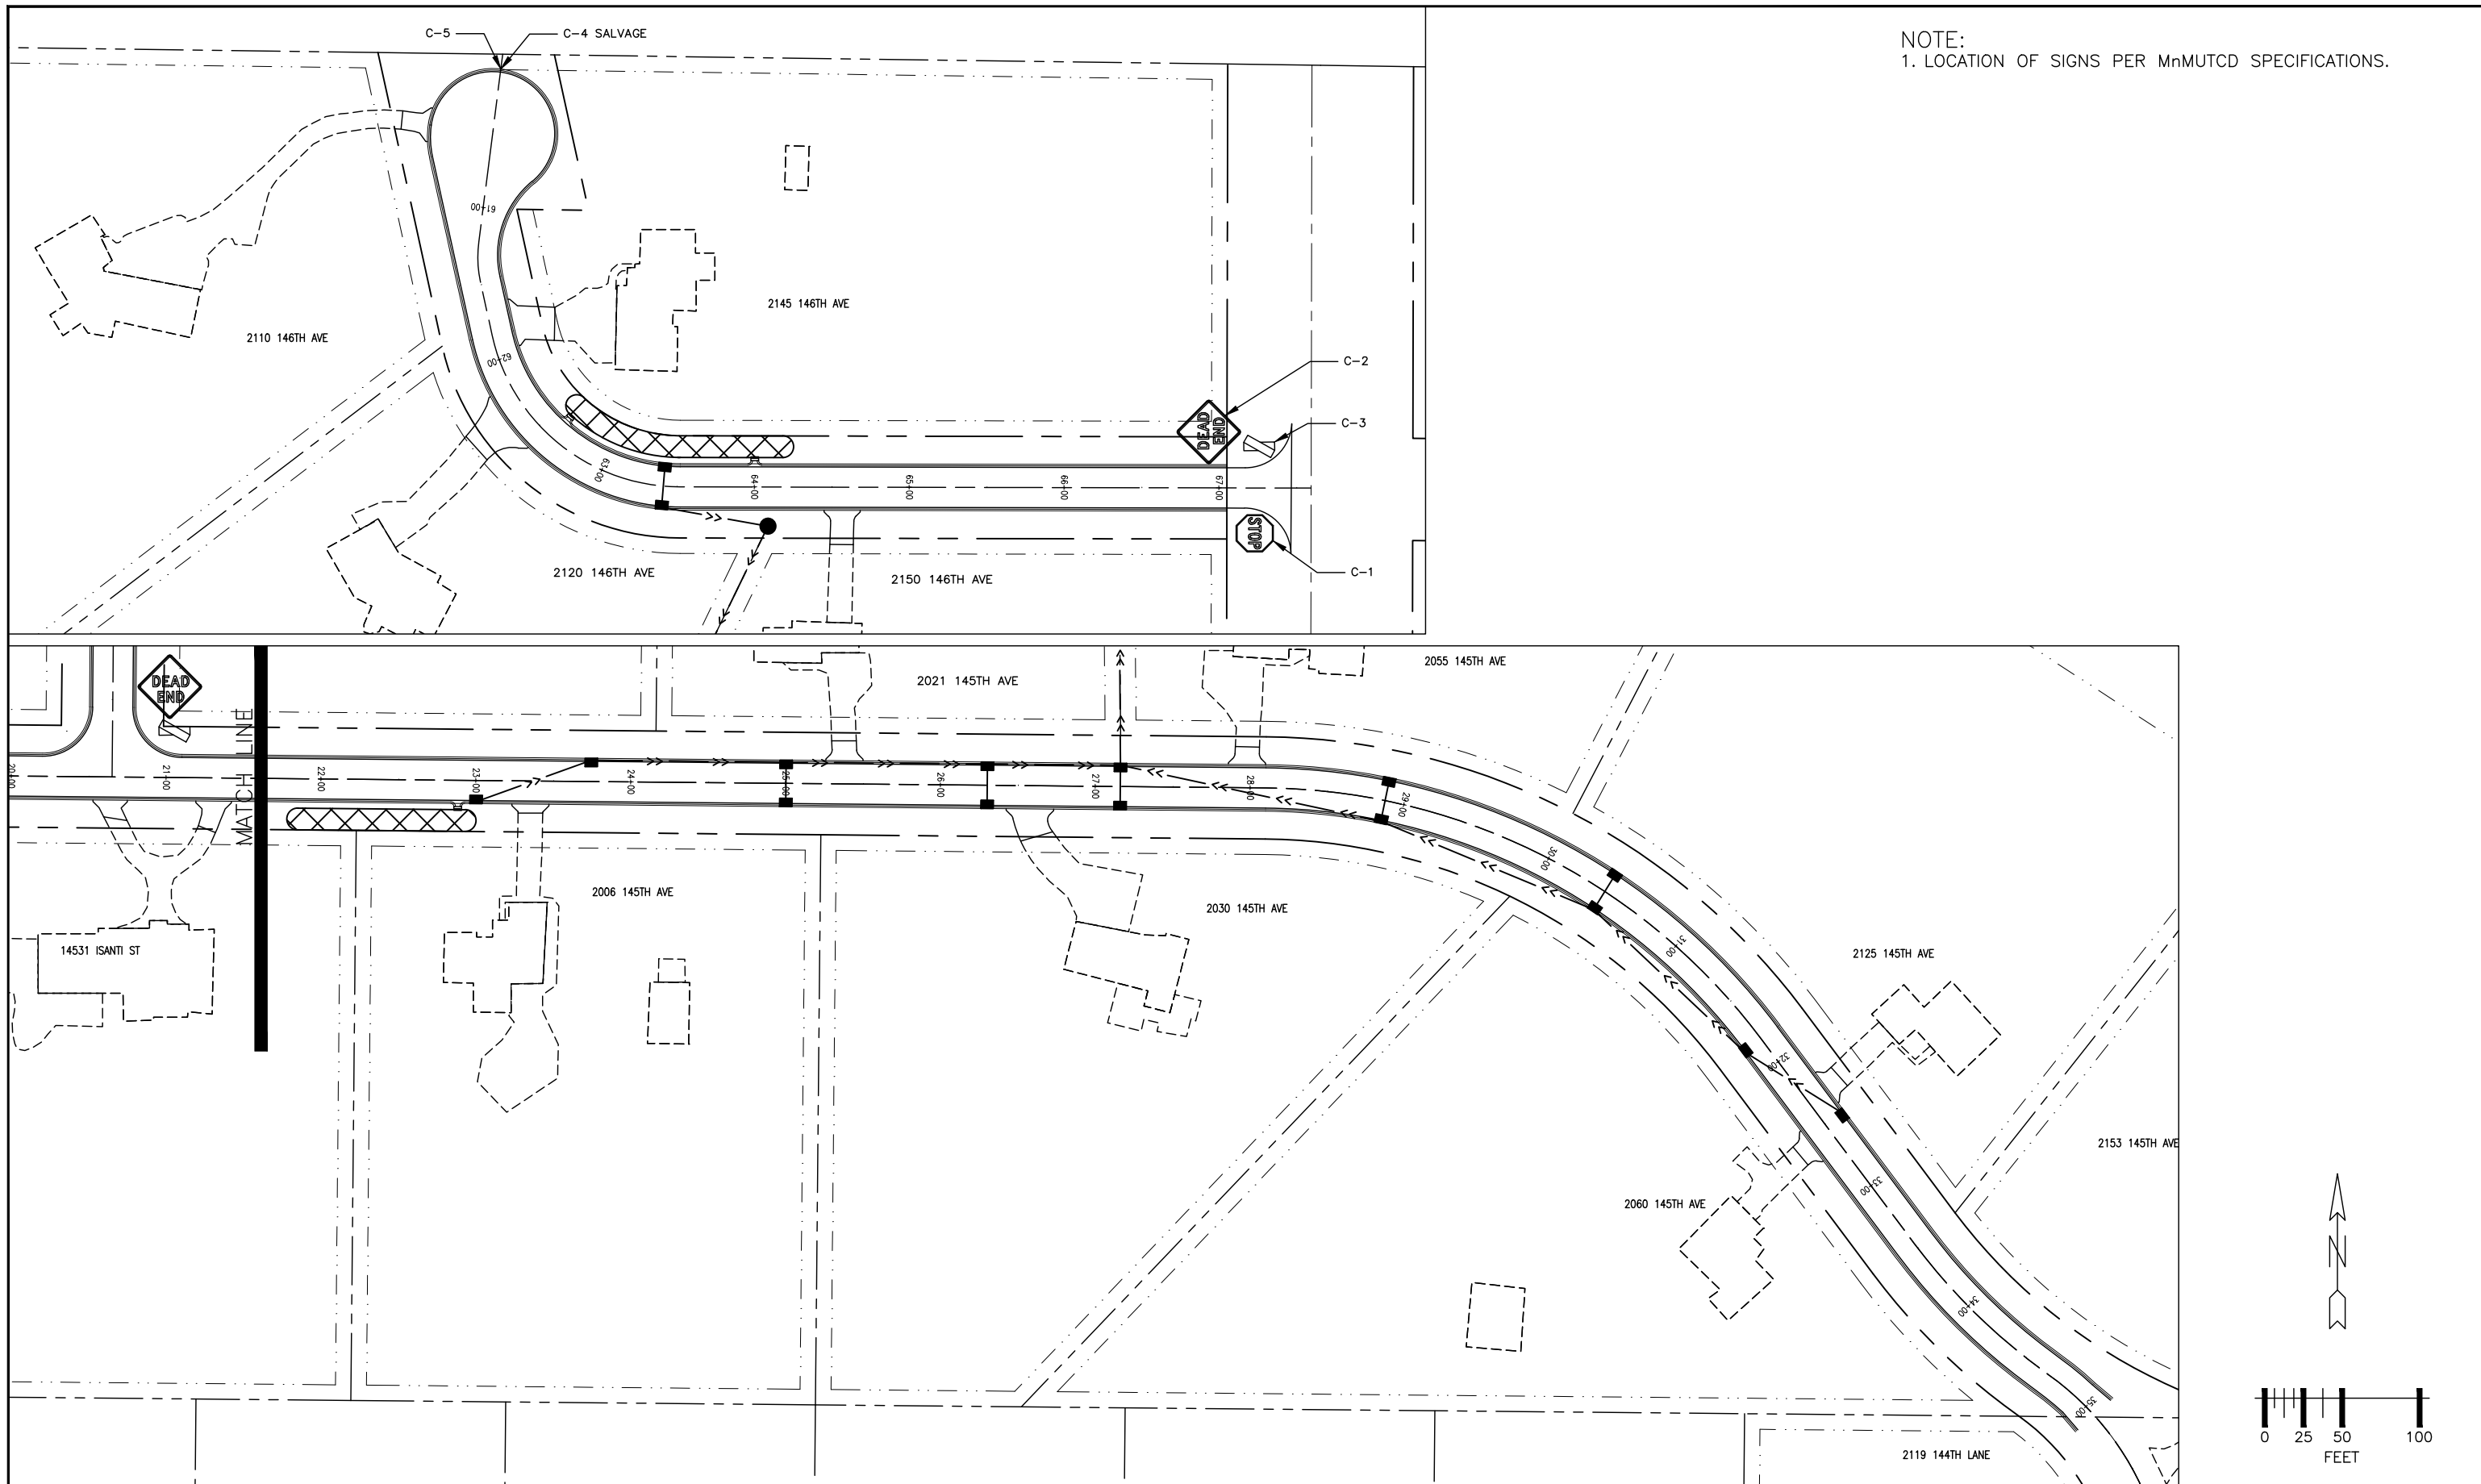 NOTE:
1. LOCATION OF SIGNS PER MnMUTCD SPECIFICATIONS.
C-5
C-4 SALVAGE
61+00
2145 146TH AVE
2110 146TH AVE
62+00
C-2
DEAD
END
C-3
63+00
64+00
65+00
66+00
67+00
STOP
C-1
2120 146TH AVE
2150 146TH AVE
DEAD
END
MATCH LINE
2021 145TH AVE
2055 145TH AVE
20+00
21+00
22+00
23+00
24+00
25+00
26+00
27+00
28+00
29+00
30+00
31+00
32+00
33+00
34+00
35+00
2006 145TH AVE
2030 145TH AVE
14531 ISANTI ST
2125 145TH AVE
2153 145TH AVE
2060 145TH AVE
2119 144TH LANE
N
0 25 50 100
FEET